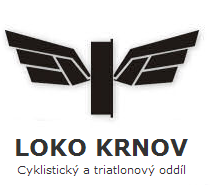 LOKO KRNOV
Cyklistický a triatlonový oddíl